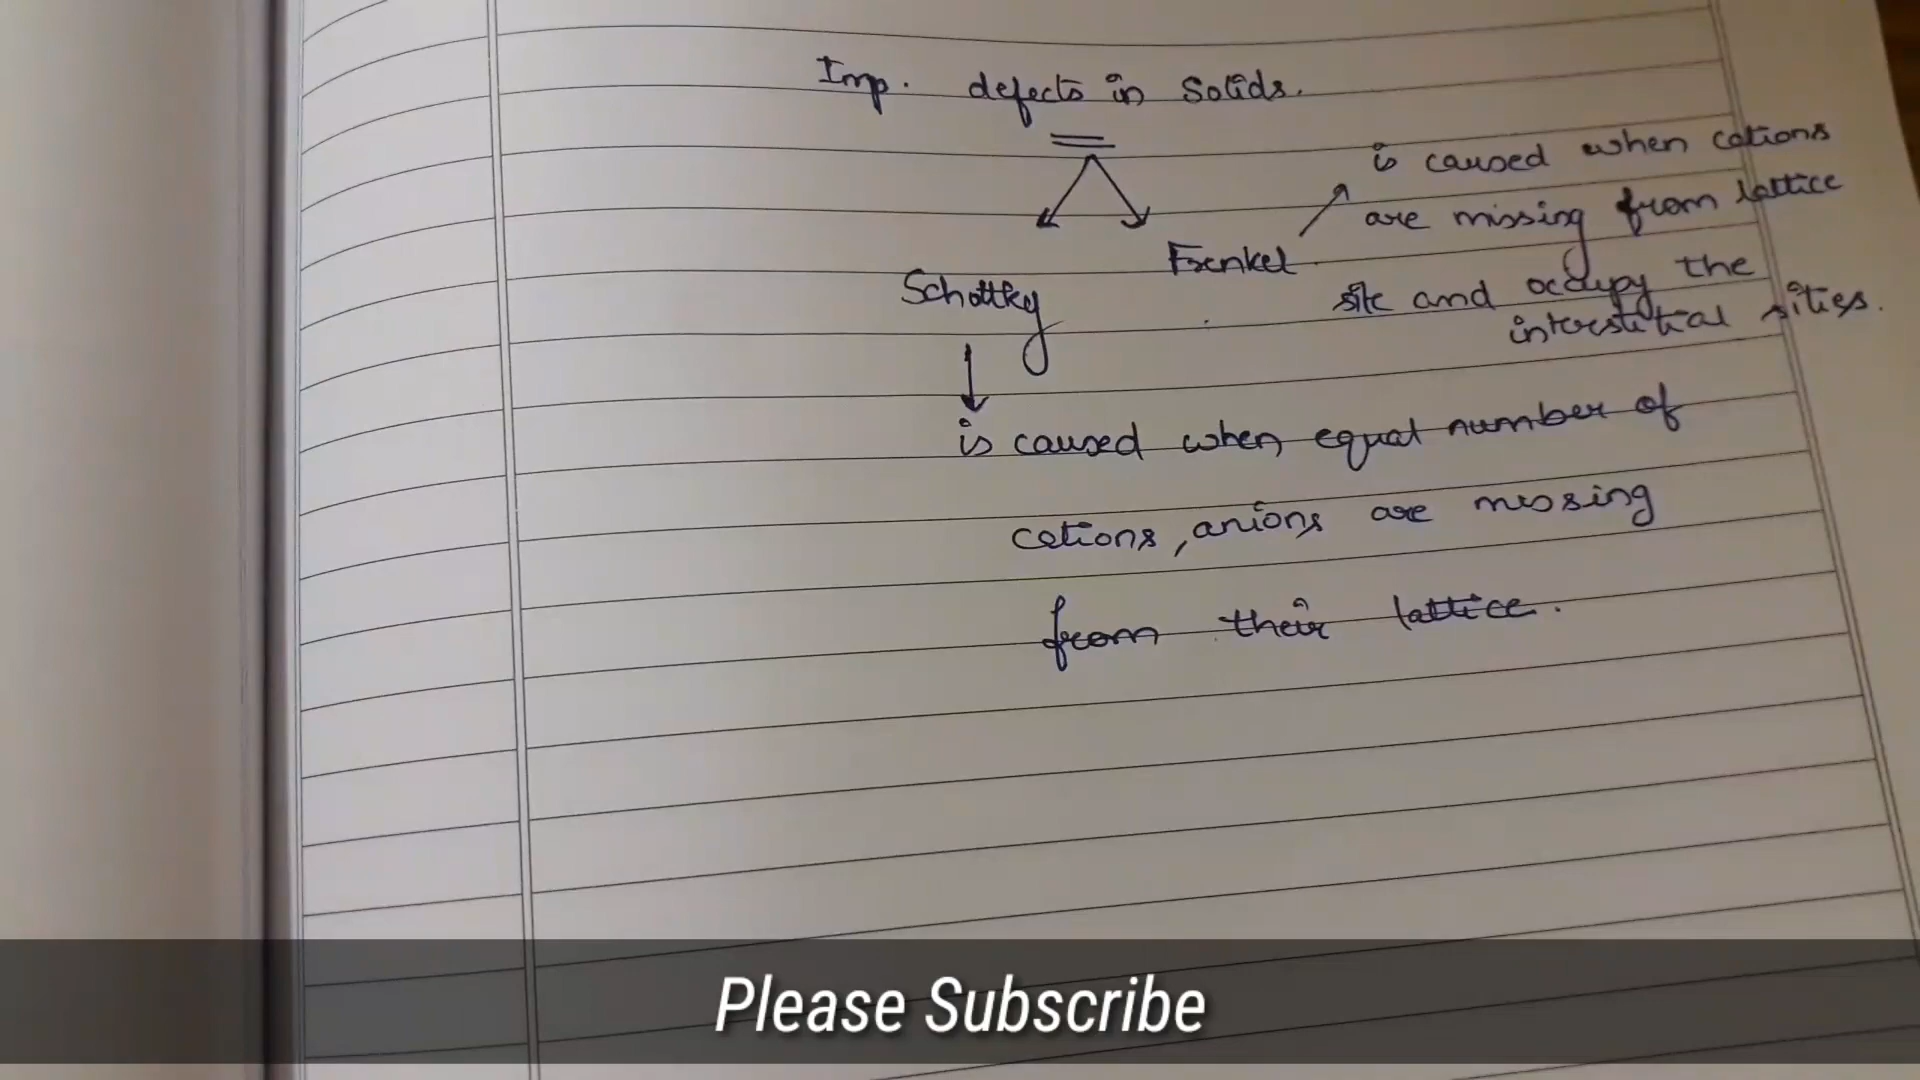 Imp. defects in Solids.
is caused when cations
are missing from lattice
Frenkel
site and occupy the
interstitial sities.
Schottky
is caused when equal number of
cations, anions are missing
from their lattice.
Please Subscribe